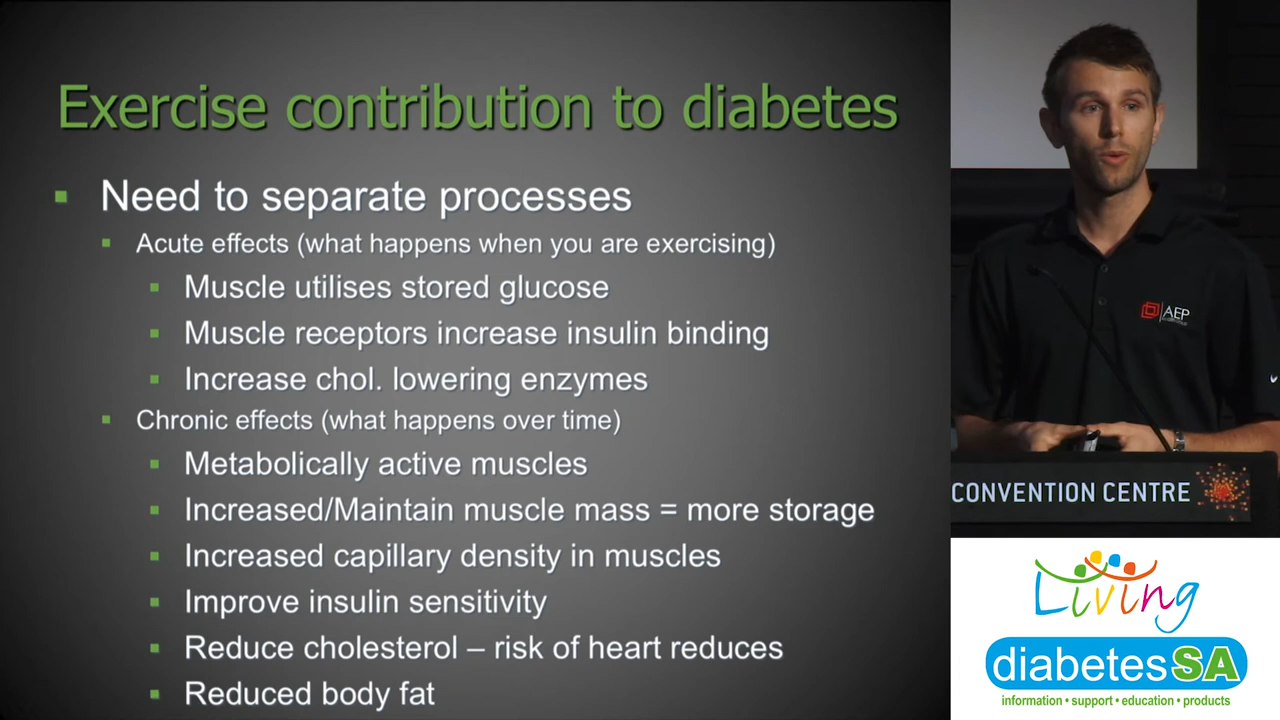 Exercise contribution to diabetes
Need to separate processes
Acute effects (what happens when you are exercising)
Muscle utilises stored glucose
Muscle receptors increase insulin binding
Increase chol. lowering enzymes
Chronic effects (what happens over time)
Metabolically active muscles
Increased/Maintain muscle mass = more storage
Increased capillary density in muscles
Improve insulin sensitivity
Reduce cholesterol – risk of heart reduces
Reduced body fat
AEP
CONVENTION CENTRE
Living
diabetesSA
information • support • education • products